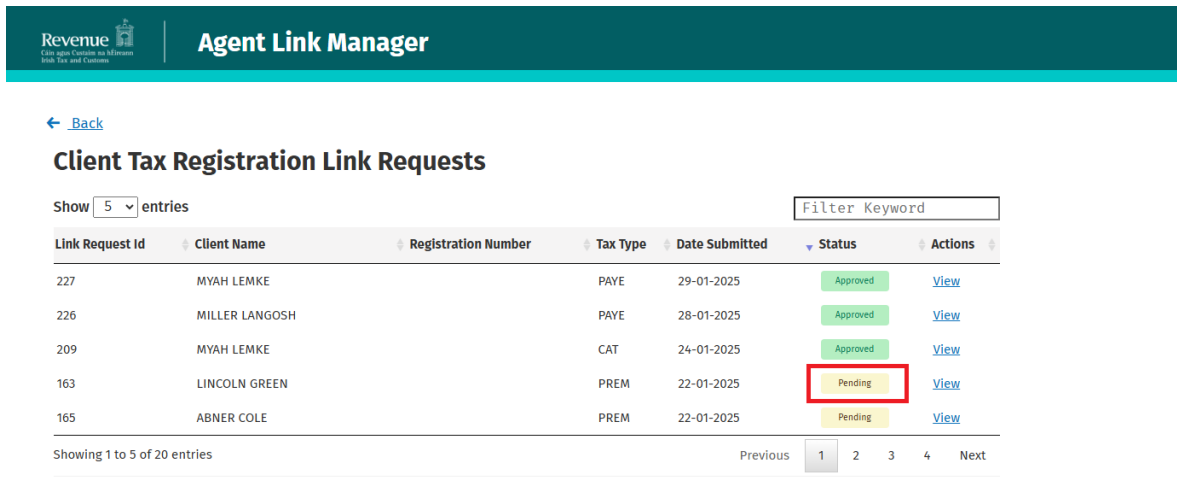 Revenue
Cáin agus Custaim na hÉireann
Irish Tax and Customs
Agent Link Manager
Back
Client Tax Registration Link Requests
Show 5 entries
Filter Keyword
Link Request Id Client Name Registration Number Tax Type Date Submitted Status Actions
227 MYAH LEMKE PAYE 29-01-2025 Approved View
226 MILLER LANGOSH PAYE 28-01-2025 Approved View
209 MYAH LEMKE CAT 24-01-2025 Approved View
163 LINCOLN GREEN PREM 22-01-2025 Pending View
165 ABNER COLE PREM 22-01-2025 Pending View
Showing 1 to 5 of 20 entries
Previous 1 2 3 4 Next